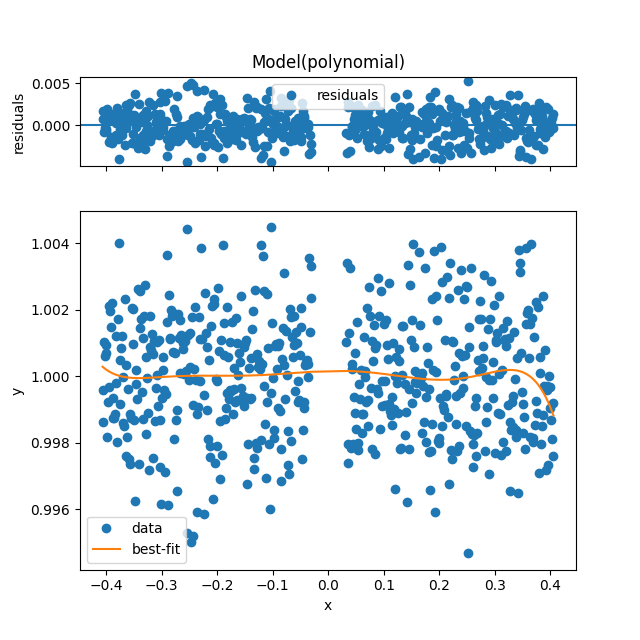 Model(polynomial)
0.005
0.000
residuals
residuals
1.004
1.002
1.000
0.998
0.996
y
data
best-fit
−0.4 −0.3 −0.2 −0.1 0.0 0.1 0.2 0.3 0.4
x